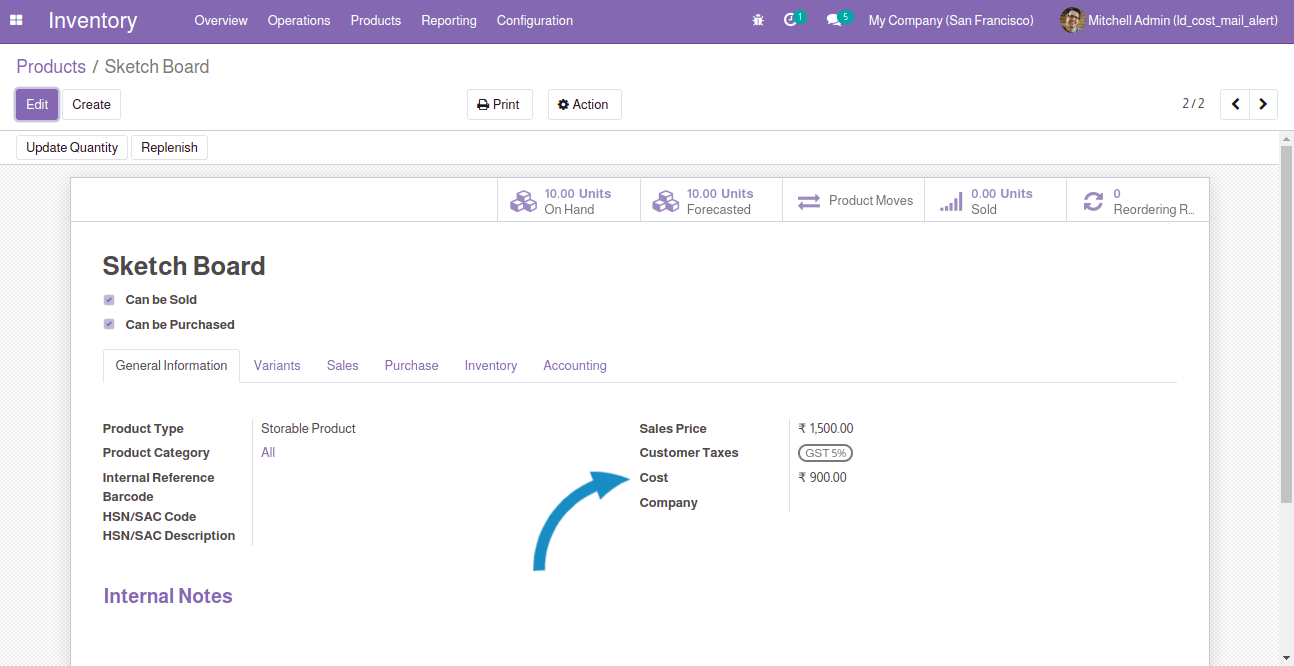 Inventory Overview Operations Products Reporting Configuration 1 5 My Company (San Francisco) Mitchell Admin (ld_cost_mail_alert)
Products / Sketch Board
Edit Create Print Action 2 / 2
Update Quantity Replenish
10.00 Units On Hand
10.00 Units Forecasted
Product Moves
0.00 Units Sold
0 Reordering R...
Sketch Board
Can be Sold
Can be Purchased
General Information Variants Sales Purchase Inventory Accounting
Product Type Storable Product
Product Category All
Internal Reference
Barcode
HSN/SAC Code
HSN/SAC Description
Sales Price ₹ 1,500.00
Customer Taxes GST 5%
Cost ₹ 900.00
Company
Internal Notes